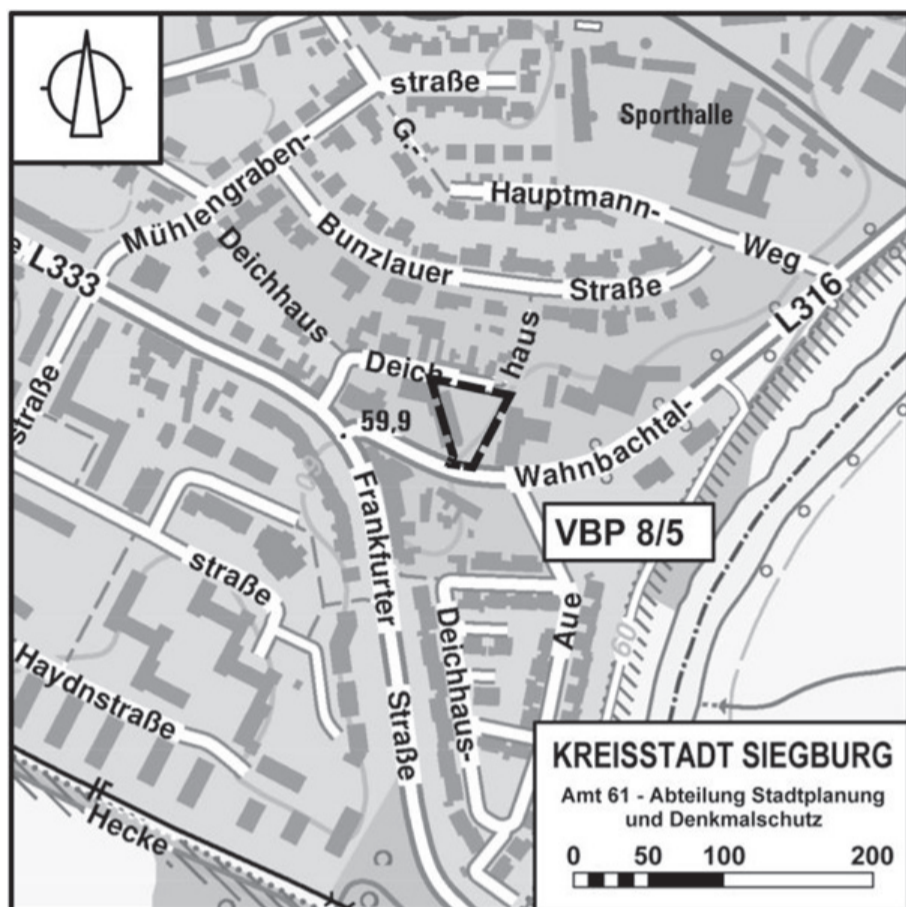 straße
G.-
Sporthalle
Mühlengraben-
Hauptmann-
Weg
Deichhaus
Bunzlauer
Straße
e L333
L316
haus
Deich
59,9
straße
Wahnbachtal-
Frankfurter
Straße
VBP 8/5
straße
Deichhaus-
Aue
60
60
Haydnstraße
Hecke
KREISSTADT SIEGBURG
Amt 61 - Abteilung Stadtplanung
und Denkmalschutz
0 50 100 200